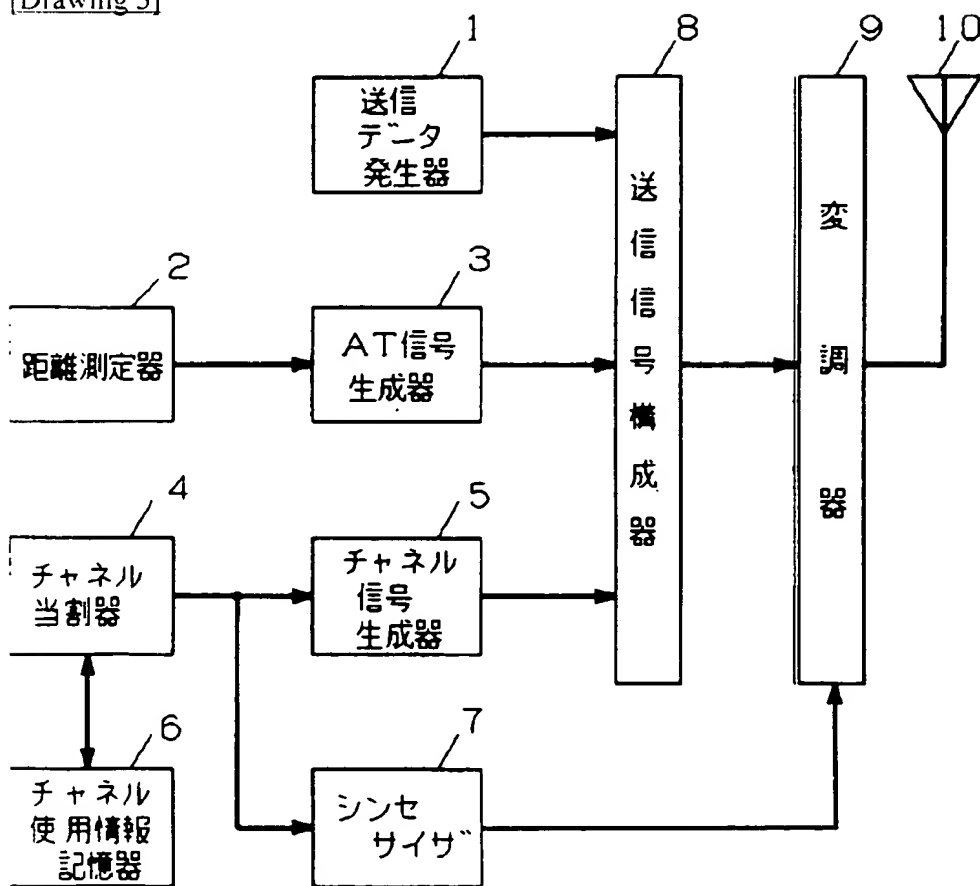 [Drawing 3]
1
8
9
10
送信
データ
発生器
2
3
距離測定器
AT信号
生成器
送信信号構成器
変調器
4
5
チャネル
当割器
チャネル
信号
生成器
6
7
チャネル
使用情報
記憶器
シンセ
サイザ